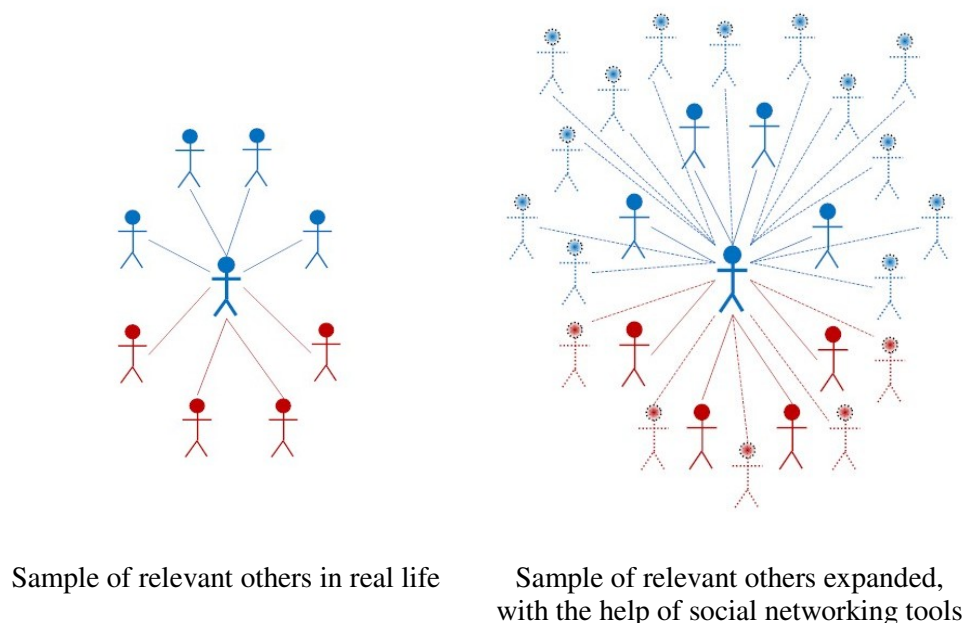 Sample of relevant others in real life
Sample of relevant others expanded,
with the help of social networking tools